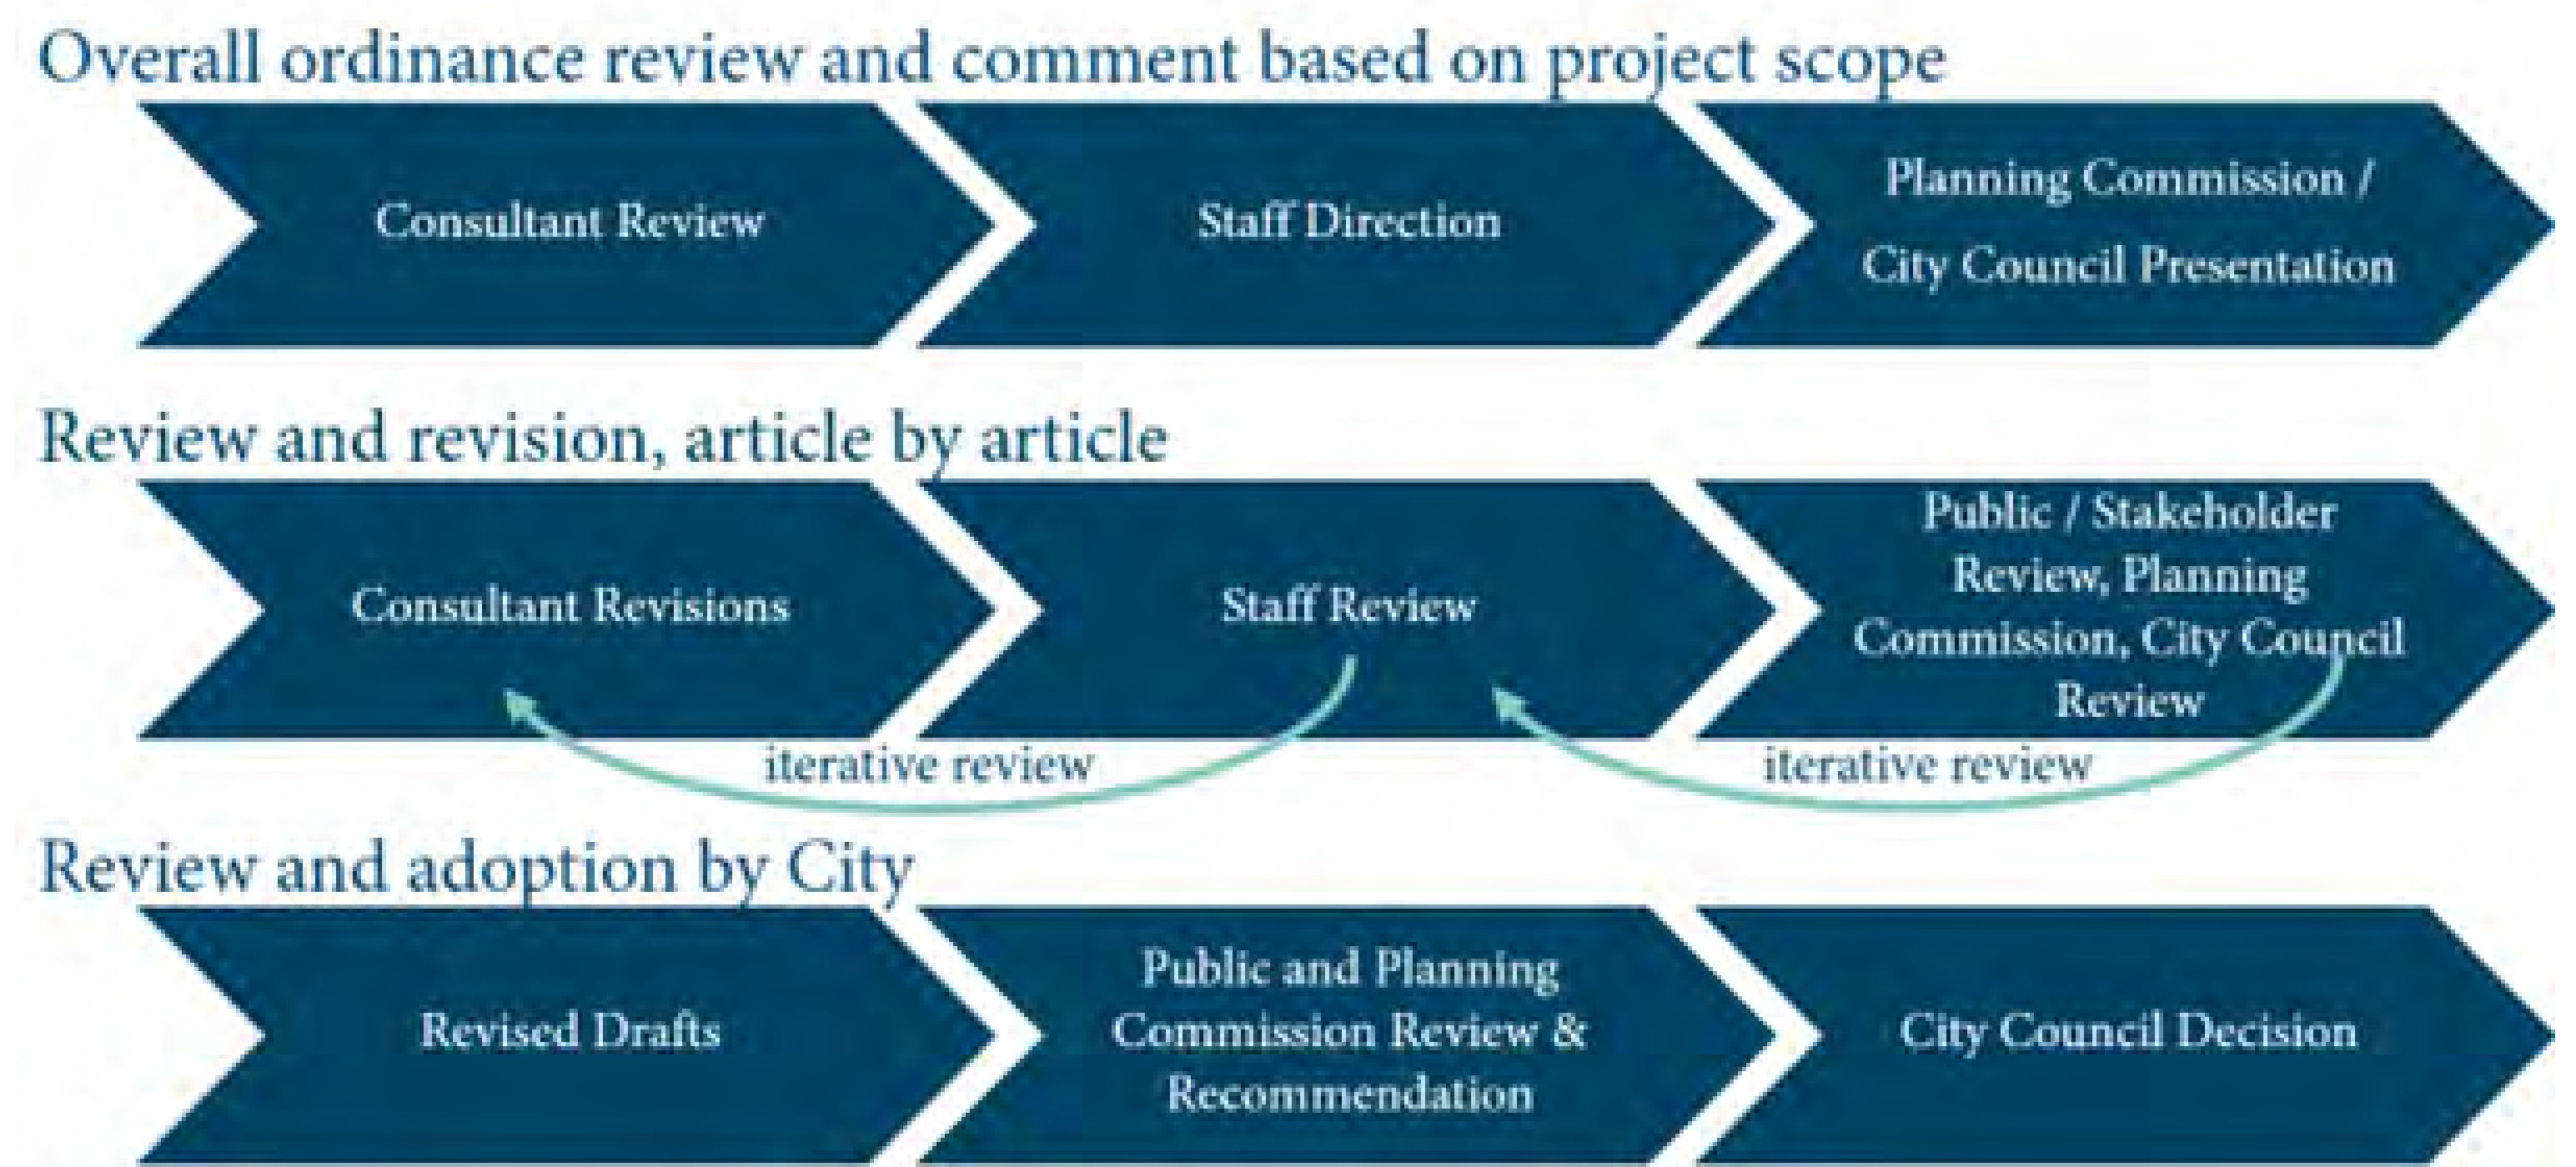 Overall ordinance review and comment based on project scope
Consultant Review
Staff Direction
Planning Commission /
City Council Presentation
Review and revision, article by article
Consultant Revisions
Staff Review
Public / Stakeholder
Review, Planning
Commission, City Council
Review
iterative review
iterative review
Review and adoption by City
Revised Drafts
Public and Planning
Commission Review &
Recommendation
City Council Decision